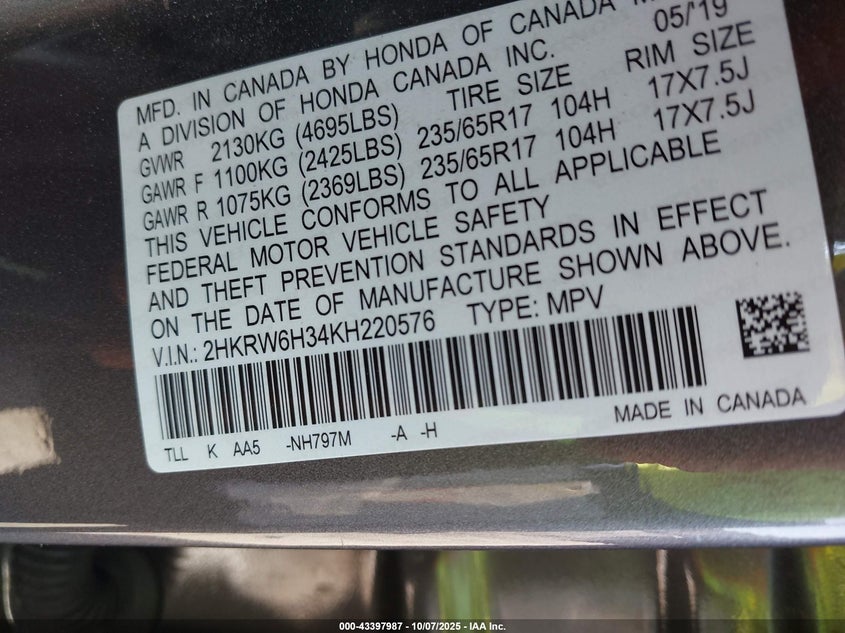 MFD. IN CANADA BY HONDA OF CANADA
A DIVISION OF HONDA CANADA INC. 05/'19
GVWR 2130KG (4695LBS) TIRE SIZE RIM SIZE
GAWR F 1100KG (2425LBS) 235/65R17 104H 17X7.5J
GAWR R 1075KG (2369LBS) 235/65R17 104H 17X7.5J
THIS VEHICLE CONFORMS TO ALL APPLICABLE
FEDERAL MOTOR VEHICLE SAFETY
AND THEFT PREVENTION STANDARDS IN EFFECT
ON THE DATE OF MANUFACTURE SHOWN ABOVE.
V.I.N.: 2HKRW6H34KH220576 TYPE: MPV
TLL K AA5 -NH797M -A -H MADE IN CANADA
000-43397987 - 10/07/2025 - IAA Inc.